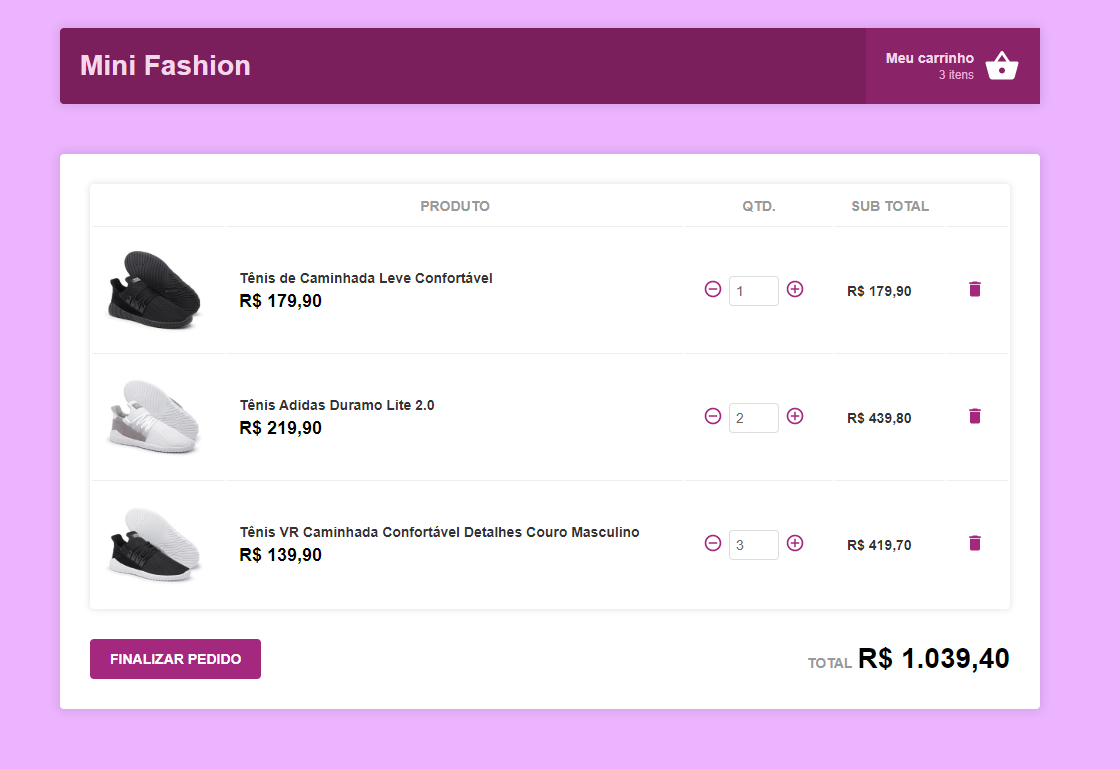 Mini Fashion
Meu carrinho
3 itens
PRODUTO QTD. SUB TOTAL
Tênis de Caminhada Leve Confortável
R$ 179,90
1
R$ 179,90
Tênis Adidas Duramo Lite 2.0
R$ 219,90
2
R$ 439,80
Tênis VR Caminhada Confortável Detalhes Couro Masculino
R$ 139,90
3
R$ 419,70
FINALIZAR PEDIDO
TOTAL R$ 1.039,40